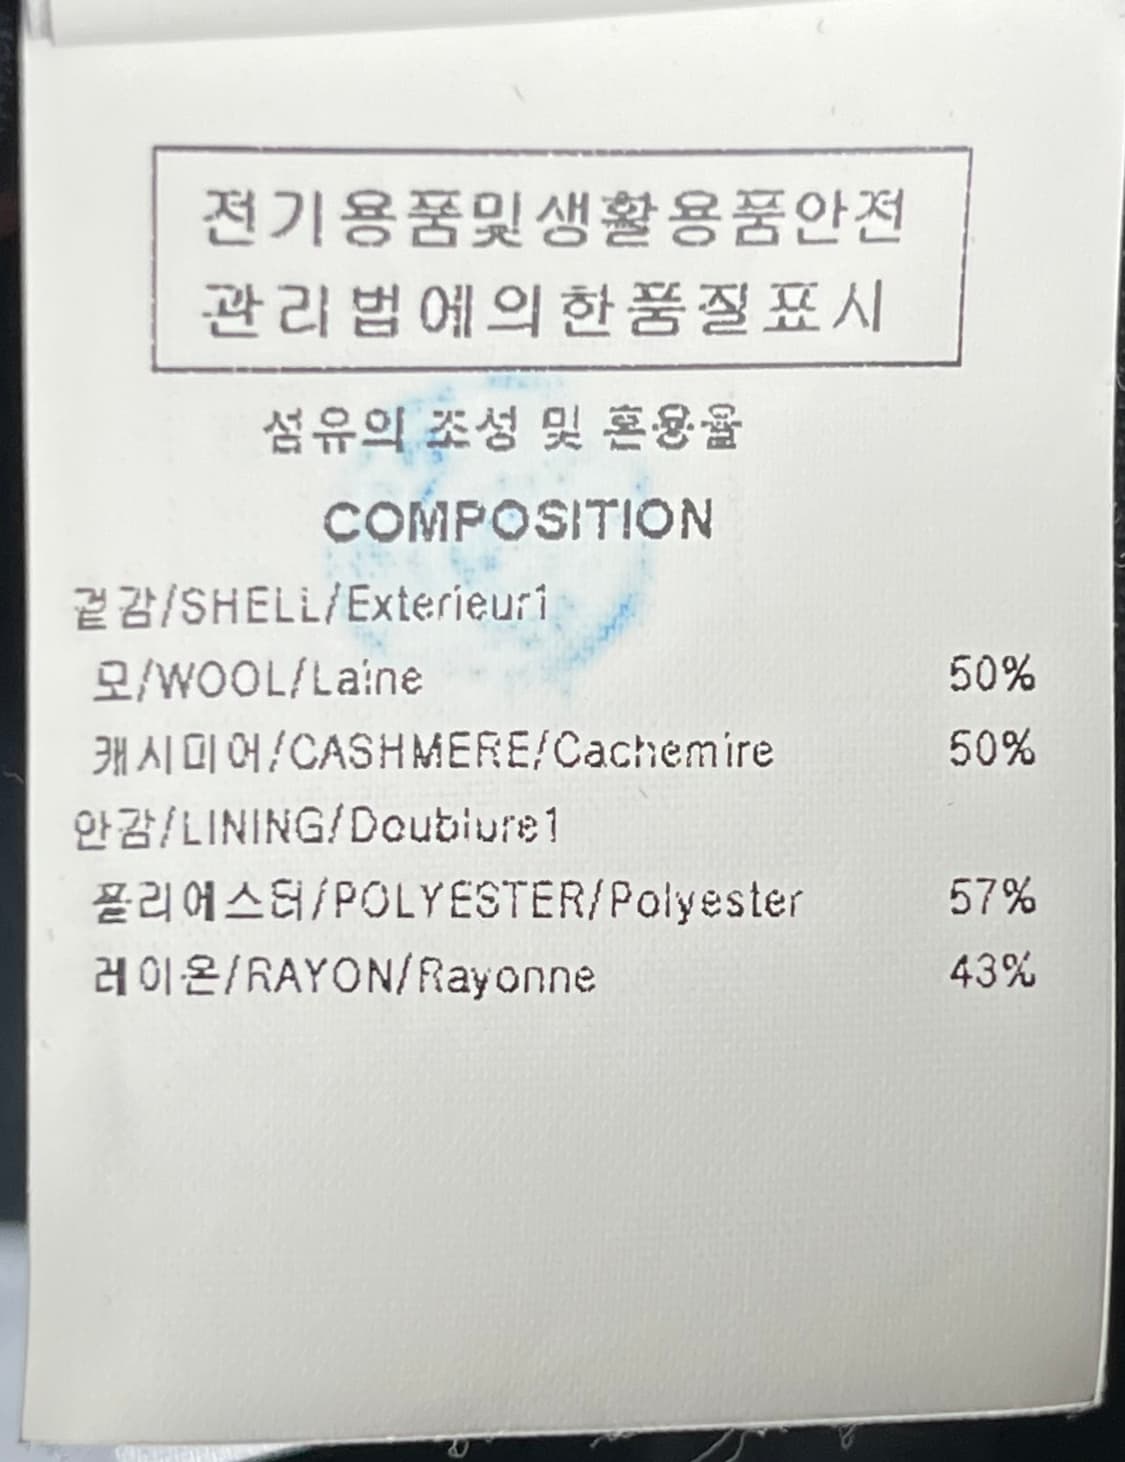 전기용품및생활용품안전
관리법에의한품질표시
섬유의 조성 및 혼용율
COMPOSITION
겉감/SHELL/Exterieur1
모/WOOL/Laine 50%
캐시미어/CASHMERE/Cachemire 50%
안감/LINING/Doublure1
폴리에스터/POLYESTER/Polyester 57%
레이온/RAYON/Rayonne 43%